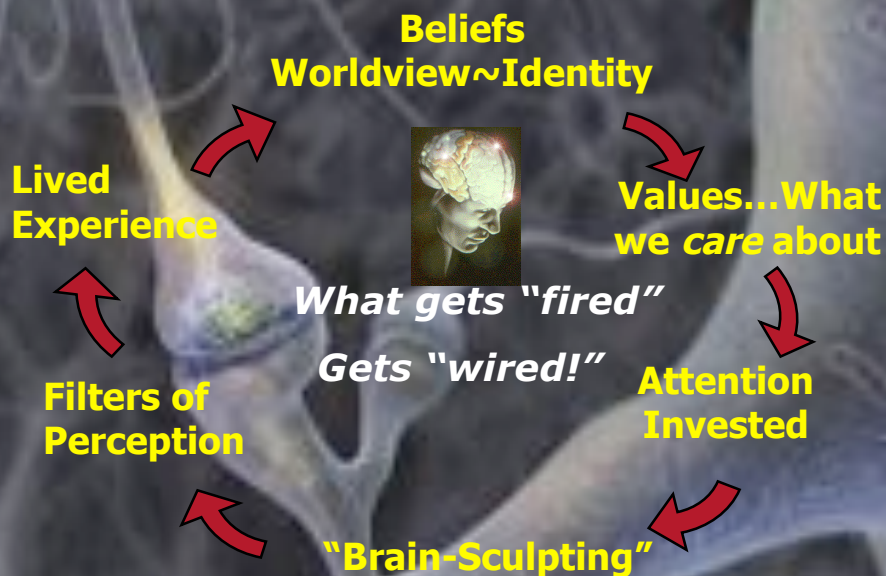 Beliefs
Worldview~Identity
Values...What
we care about
Attention
Invested
"Brain-Sculpting"
Filters of
Perception
Lived
Experience
What gets “fired”
Gets “wired!”